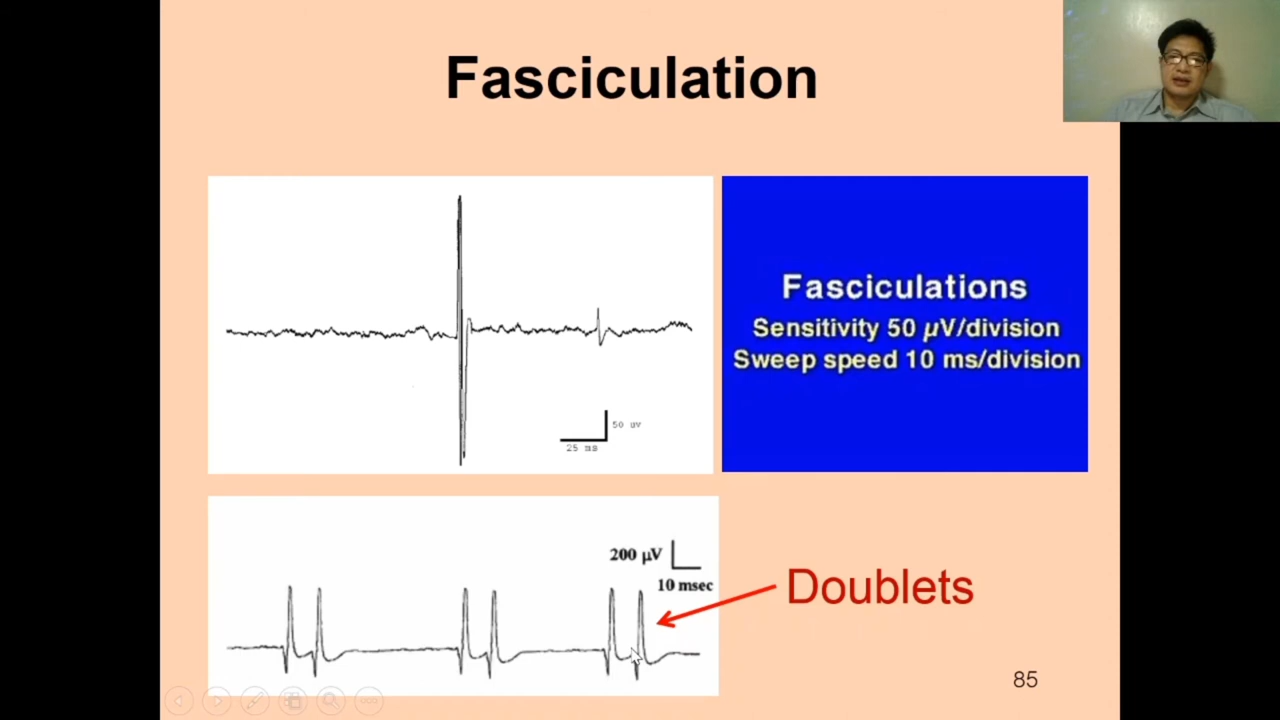 Fasciculation
50 uv
25 ms
Fasciculations
Sensitivity 50 µV/division
Sweep speed 10 ms/division
200 µV
10 msec
Doublets
85